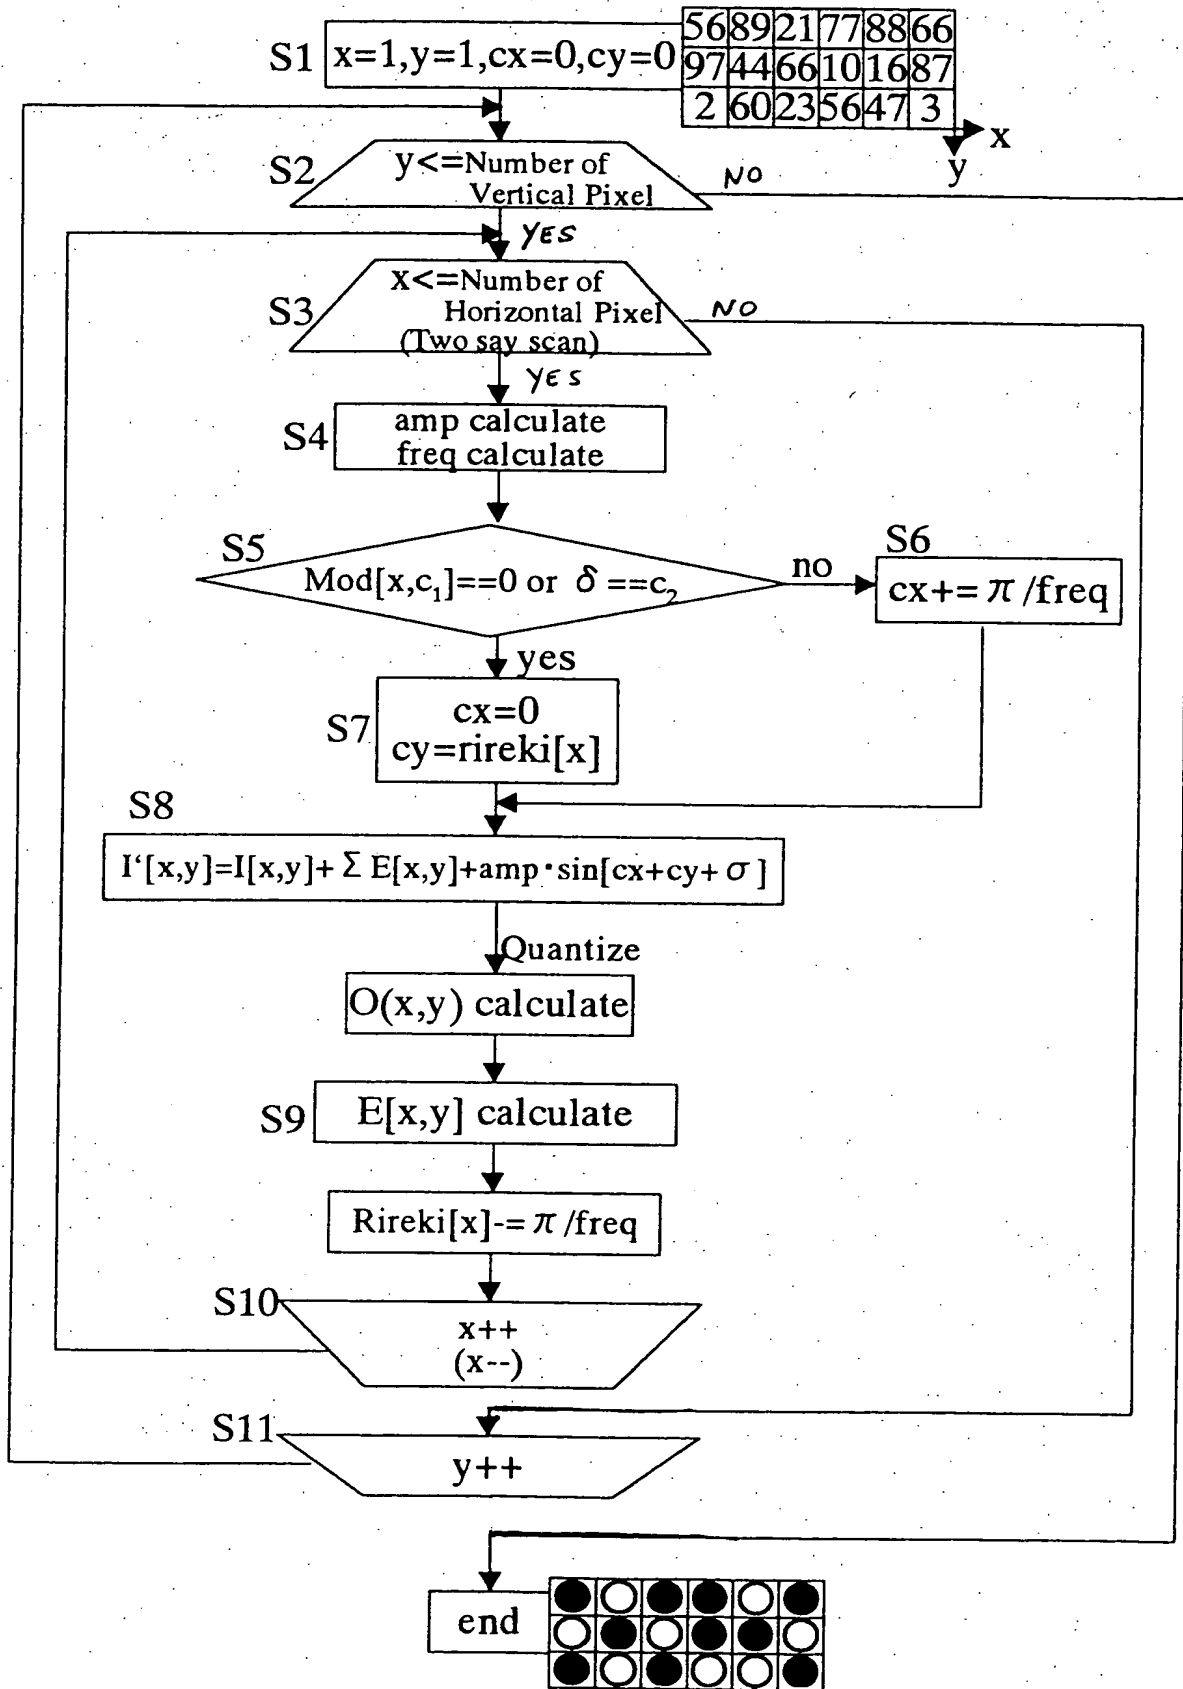 S1
x=1,y=1,cx=0,cy=0
56 89 21 77 88 66
97 44 66 10 16 87
2 60 23 56 47 3
x
y
S2
y<=Number of
Vertical Pixel
NO
YES
S3
x<=Number of
Horizontal Pixel
(Two say scan)
NO
YES
S4
amp calculate
freq calculate
S5
Mod[x,c₁]==0 or δ==c₂
no
S6
cx+=π/freq
yes
S7
cx=0
cy=rireki[x]
S8
I‘[x,y]=I[x,y]+ΣE[x,y]+amp·sin[cx+cy+σ]
Quantize
O(x,y) calculate
S9
E[x,y] calculate
Rireki[x]-=π/freq
S10
x++
(x--)
S11
y++
end